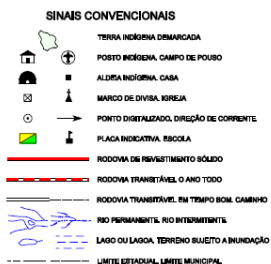 SINAIS CONVENCIONAIS
TERRA INDÍGENA DEMARCADA
POSTO INDÍGENA. CAMPO DE POUSO
ALDEIA INDÍGENA. CASA
MARCO DE DIVISA. IGREJA
PONTO DIGITALIZADO, DIREÇÃO DE CORRENTE
PLACA INDICATIVA. ESCOLA
RODOVIA DE REVESTIMENTO SÓLIDO
RODOVIA TRANSITÁVEL O ANO TODO
RODOVIA TRANSITÁVEL EM TEMPO BOM. CAMINHO
RIO PERMANENTE. RIO INTERMITENTE
LAGO OU LAGOA. TERRENO SUJEITO A INUNDAÇÃO
LIMITE ESTADUAL. LIMITE MUNICIPAL